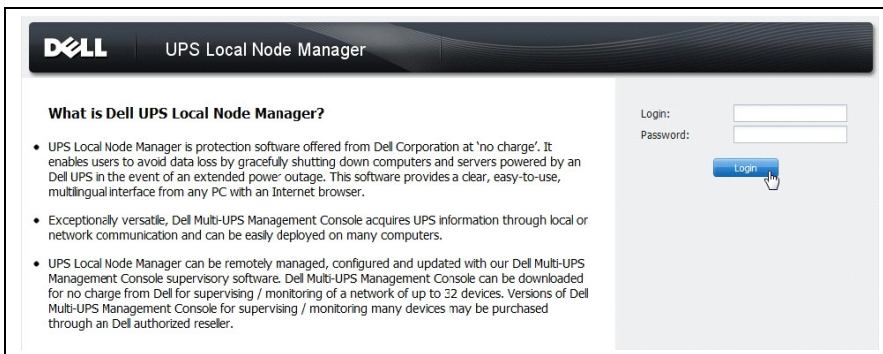 DELL
UPS Local Node Manager
What is Dell UPS Local Node Manager?
• UPS Local Node Manager is protection software offered from Dell Corporation at 'no charge'. It
enables users to avoid data loss by gracefully shutting down computers and servers powered by an
Dell UPS in the event of an extended power outage. This software provides a clear, easy-to-use,
multilingual interface from any PC with an Internet browser.
• Exceptionally versatile, Dell Multi-UPS Management Console acquires UPS information through local or
network communication and can be easily deployed on many computers.
• UPS Local Node Manager can be remotely managed, configured and updated with our Dell Multi-UPS
Management Console supervisory software. Dell Multi-UPS Management Console can be downloaded
for no charge from Dell for supervising / monitoring of a network of up to 32 devices. Versions of Dell
Multi-UPS Management Console for supervising / monitoring many devices may be purchased
through an Dell authorized reseller.
Login:
Password:
Login